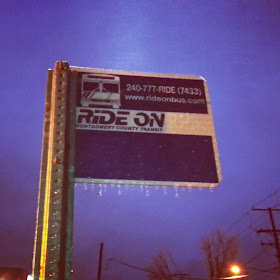 240-777-RIDE (7433)
www.rideonbus.com
RIDE ON
MONTGOMERY COUNTY TRANSIT